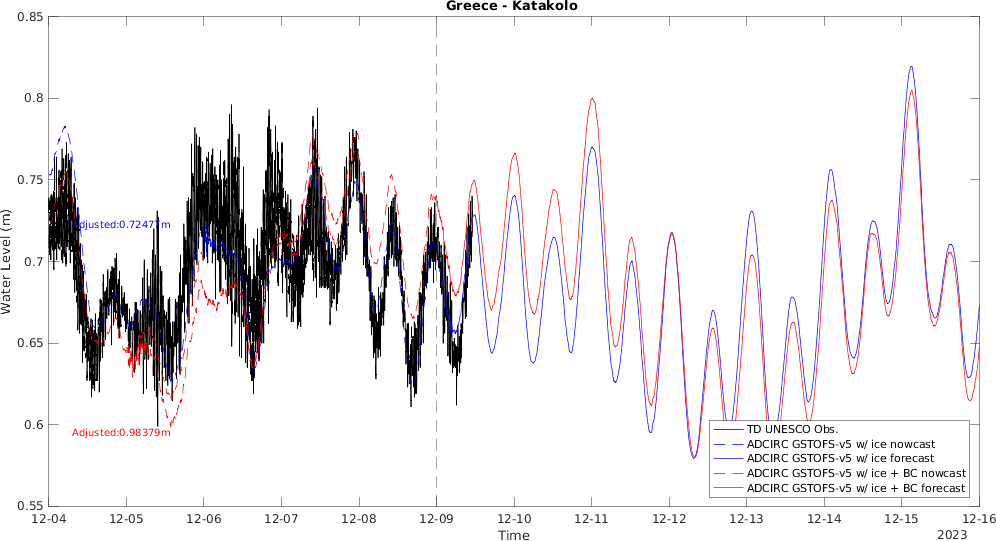 Greece - Katakolo
0.85
0.8
0.75
0.7
0.65
0.6
0.55
Water Level (m)
Adjusted:0.72477m
Adjusted:0.98379m
TD UNESCO Obs.
ADCIRC GSTOFS-v5 w/ ice nowcast
ADCIRC GSTOFS-v5 w/ ice forecast
ADCIRC GSTOFS-v5 w/ ice + BC nowcast
ADCIRC GSTOFS-v5 w/ ice + BC forecast
12-04 12-05 12-06 12-07 12-08 12-09 12-10 12-11 12-12 12-13 12-14 12-15 12-16
Time
2023